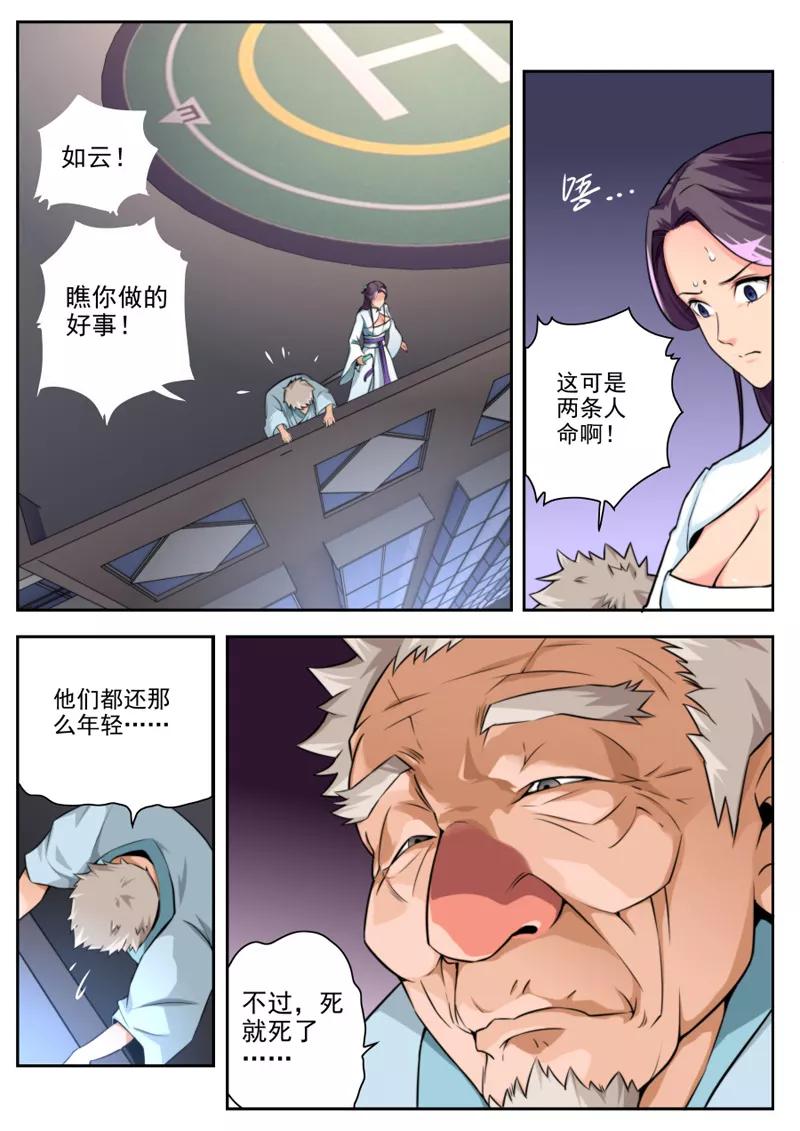 如云！
瞧你做的
好事！
唔...
这可是
两条人
命啊！
他们都还那
么年轻……
不过，死
就死了
……
H
3